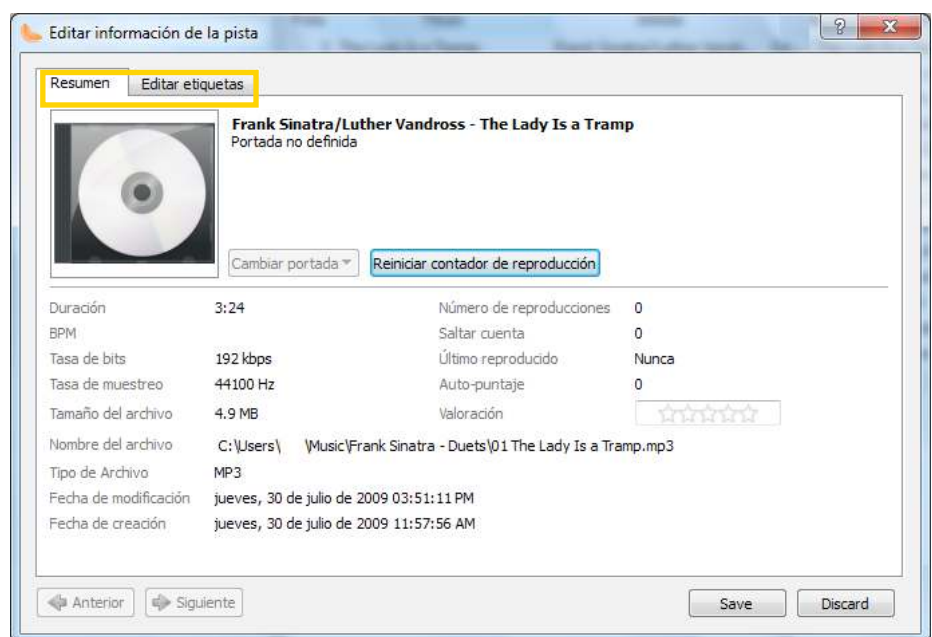 Editar información de la pista
Resumen Editar etiquetas
Frank Sinatra/Luther Vandross - The Lady Is a Tramp
Portada no definida
Cambiar portada Reiniciar contador de reproducción
Duración 3:24 Número de reproducciones 0
BPM Saltar cuenta 0
Tasa de bits 192 kbps Último reproducido Nunca
Tasa de muestreo 44100 Hz Auto-puntaje 0
Tamaño del archivo 4.9 MB Valoración
Nombre del archivo C:\Users\ \Music\Frank Sinatra - Duets\01 The Lady Is a Tramp.mp3
Tipo de Archivo MP3
Fecha de modificación jueves, 30 de julio de 2009 03:51:11 PM
Fecha de creación jueves, 30 de julio de 2009 11:57:56 AM
Anterior Siguiente Save Discard